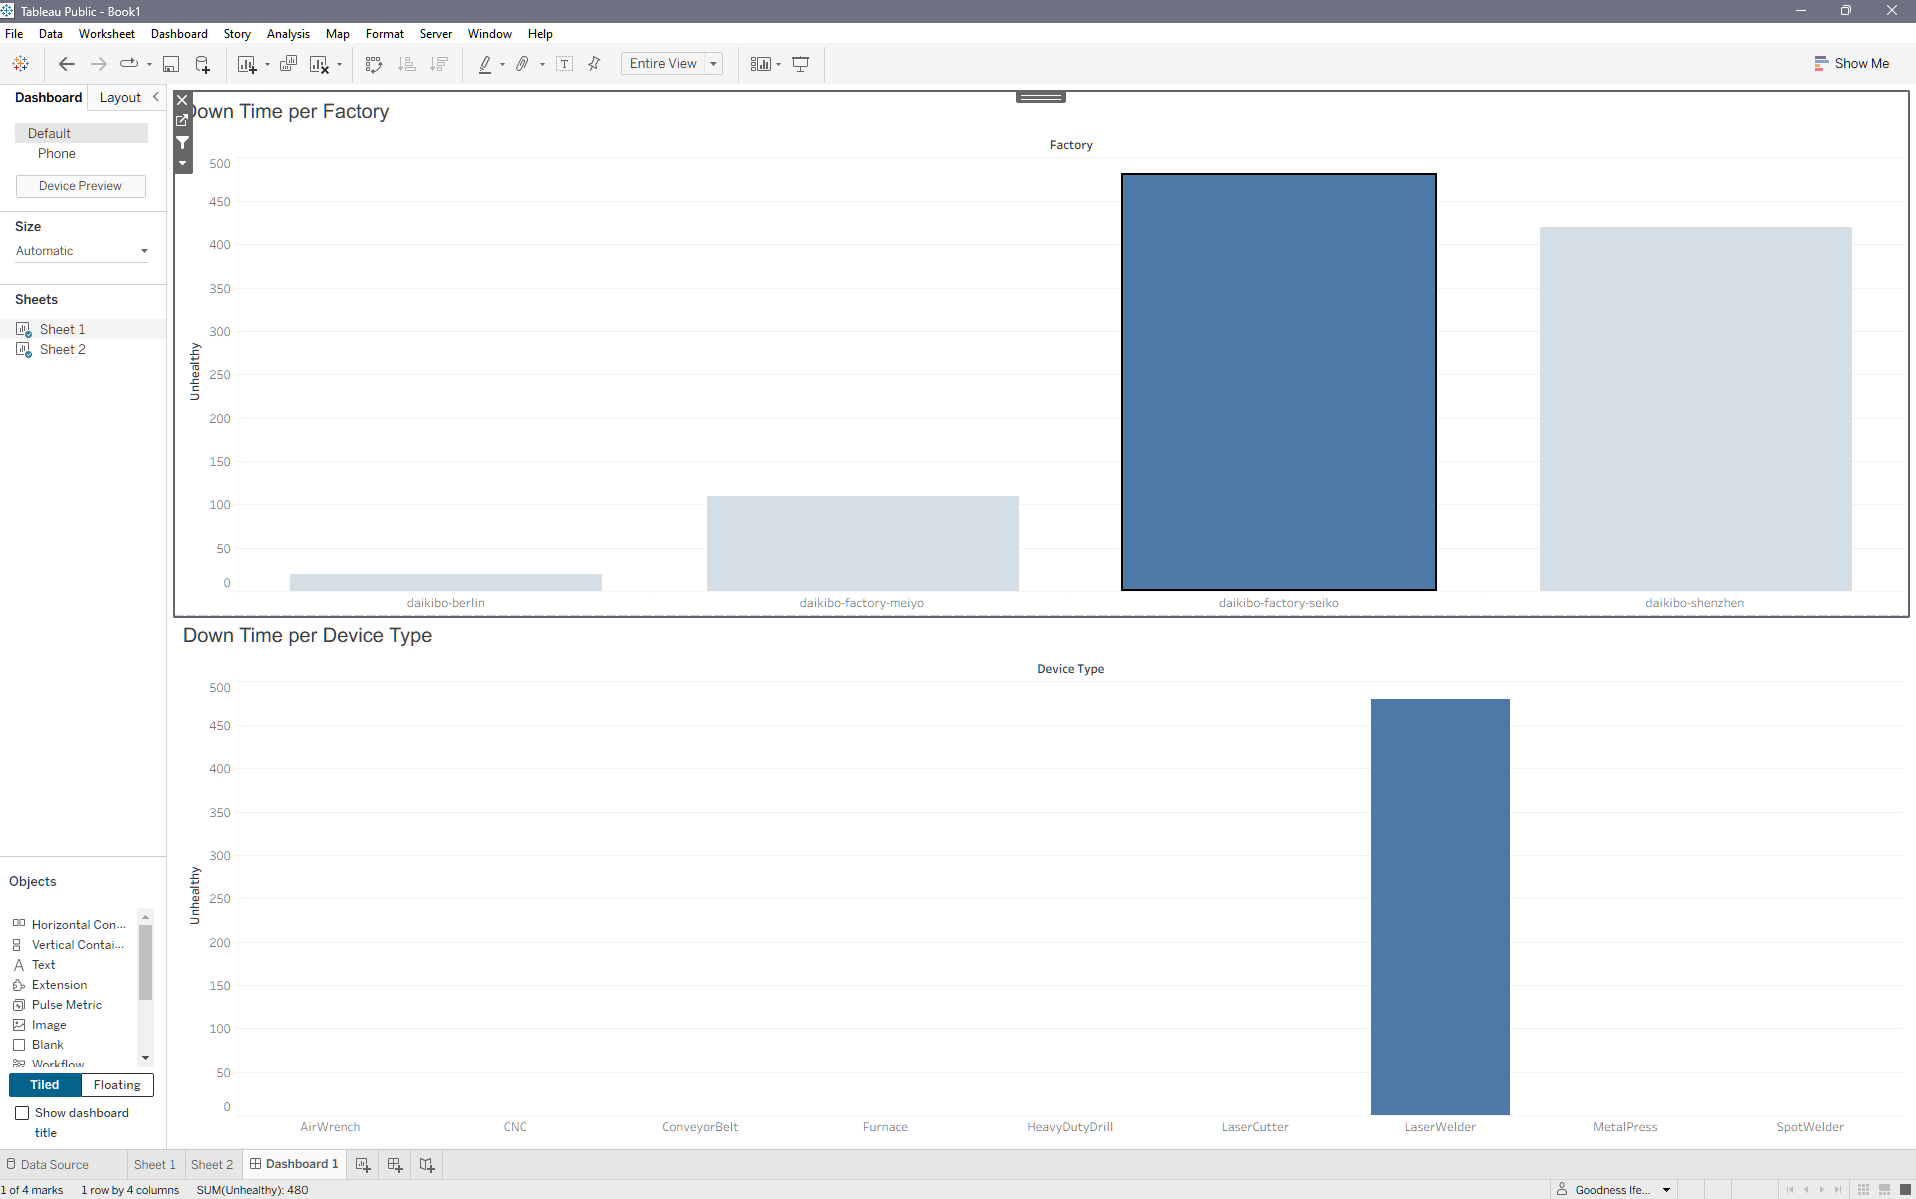 Tableau Public - Book1
File Data Worksheet Dashboard Story Analysis Map Format Server Window Help
Entire View
Show Me
Dashboard Layout
Default
Phone
Device Preview
Size
Automatic
Sheets
Sheet 1
Sheet 2
Objects
Horizontal Con...
Vertical Contai...
Text
Extension
Pulse Metric
Image
Blank
Workflow
Tiled Floating
Show dashboard
title
Down Time per Factory
Factory
Unhealthy
500
450
400
350
300
250
200
150
100
50
0
daikibo-berlin daikibo-factory-meiyo daikibo-factory-seiko daikibo-shenzhen
Down Time per Device Type
Device Type
Unhealthy
500
450
400
350
300
250
200
150
100
50
0
AirWrench CNC ConveyorBelt Furnace HeavyDutyDrill LaserCutter LaserWelder MetalPress SpotWelder
Data Source Sheet 1 Sheet 2 Dashboard 1
1 of 4 marks 1 row by 4 columns SUM(Unhealthy): 480 Goodness Ife...